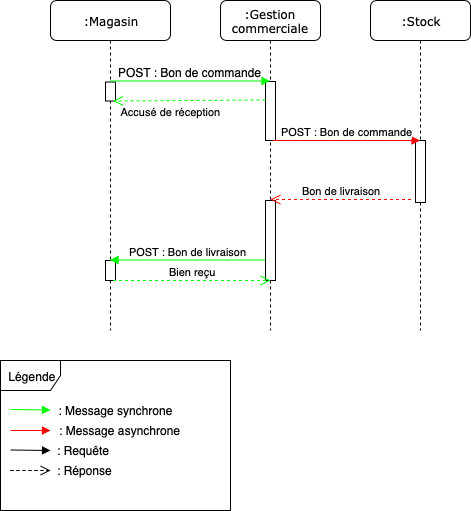 :Magasin
:Gestion
commerciale
:Stock
POST : Bon de commande
Accusé de réception
POST : Bon de commande
Bon de livraison
POST : Bon de livraison
Bien reçu
Légende
: Message synchrone
: Message asynchrone
: Requête
: Réponse